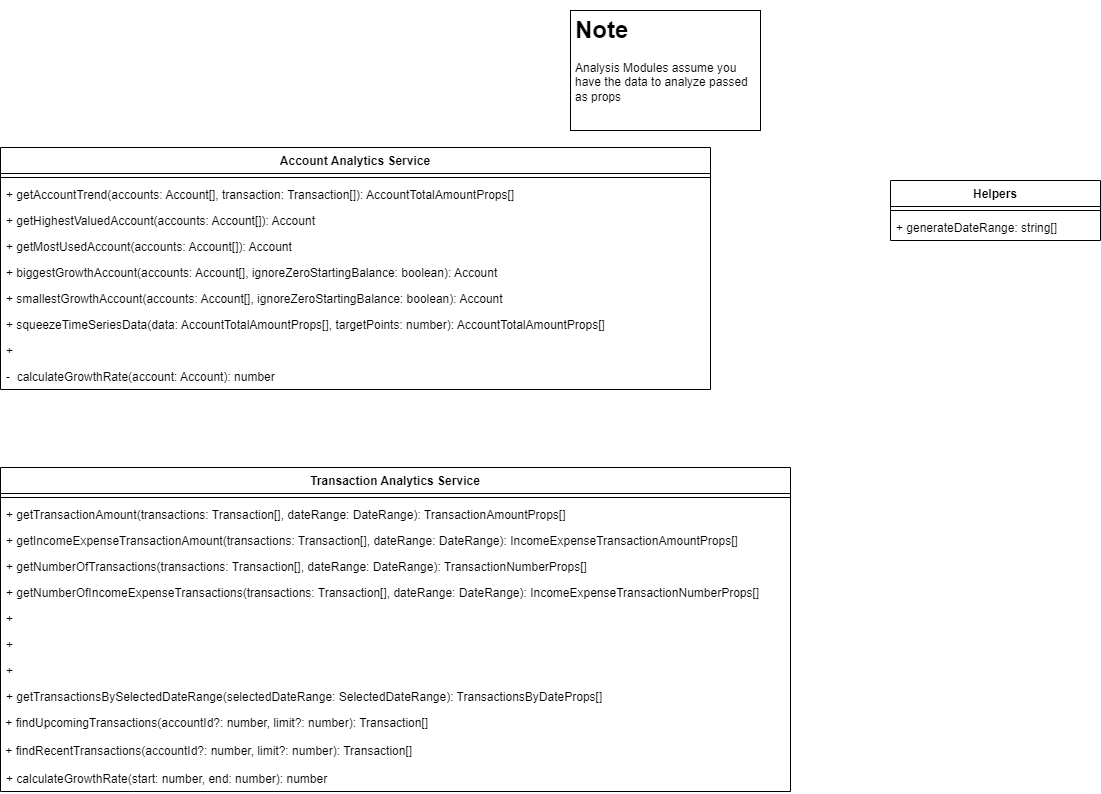 Note
Analysis Modules assume you
have the data to analyze passed
as props
Account Analytics Service
+ getAccountTrend(accounts: Account[], transaction: Transaction[]): AccountTotalAmountProps[]
+ getHighestValuedAccount(accounts: Account[]): Account
+ getMostUsedAccount(accounts: Account[]): Account
+ biggestGrowthAccount(accounts: Account[], ignoreZeroStartingBalance: boolean): Account
+ smallestGrowthAccount(accounts: Account[], ignoreZeroStartingBalance: boolean): Account
+ squeezeTimeSeriesData(data: AccountTotalAmountProps[], targetPoints: number): AccountTotalAmountProps[]
+
- calculateGrowthRate(account: Account): number
Helpers
+ generateDateRange: string[]
Transaction Analytics Service
+ getTransactionAmount(transactions: Transaction[], dateRange: DateRange): TransactionAmountProps[]
+ getIncomeExpenseTransactionAmount(transactions: Transaction[], dateRange: DateRange): IncomeExpenseTransactionAmountProps[]
+ getNumberOfTransactions(transactions: Transaction[], dateRange: DateRange): TransactionNumberProps[]
+ getNumberOfIncomeExpenseTransactions(transactions: Transaction[], dateRange: DateRange): IncomeExpenseTransactionNumberProps[]
+
+
+
+ getTransactionsBySelectedDateRange(selectedDateRange: SelectedDateRange): TransactionsByDateProps[]
+ findUpcomingTransactions(accountId?: number, limit?: number): Transaction[]
+ findRecentTransactions(accountId?: number, limit?: number): Transaction[]
+ calculateGrowthRate(start: number, end: number): number